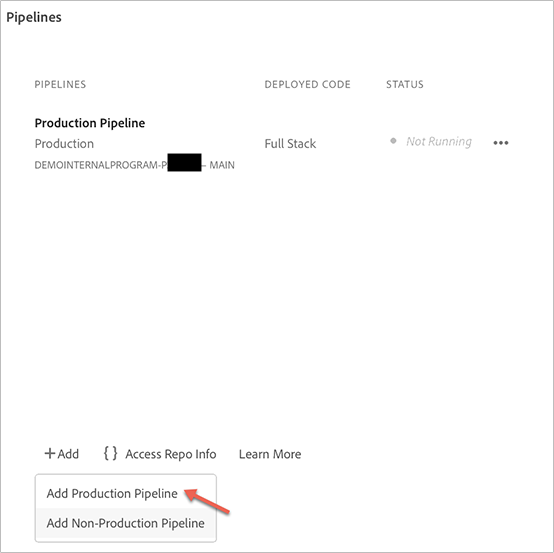 Pipelines
PIPELINES DEPLOYED CODE STATUS
Production Pipeline
Production Full Stack Not Running
DEMOINTERNALPROGRAM-P – MAIN
+Add { } Access Repo Info Learn More
Add Production Pipeline
Add Non-Production Pipeline